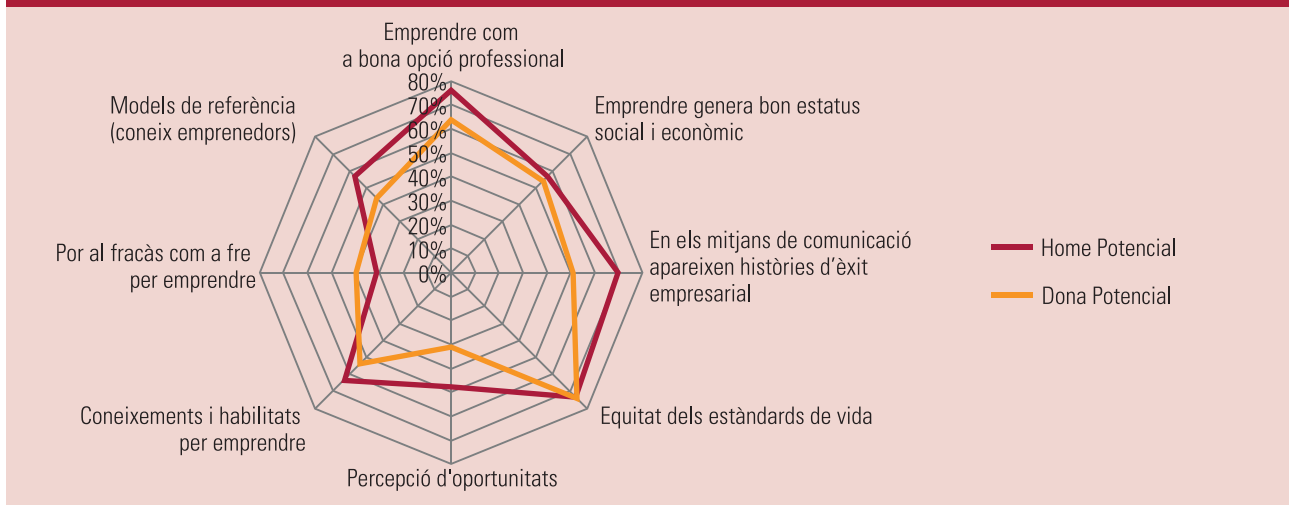 Emprendre com
a bona opció professional
80%
70%
60%
50%
40%
30%
20%
10%
0%
Emprendre genera bon estatus
social i econòmic
En els mitjans de comunicació
apareixen històries d'èxit
empresarial
Equitat dels estàndards de vida
Percepció d'oportunitats
Coneixements i habilitats
per emprendre
Por al fracàs com a fre
per emprendre
Models de referència
(coneix emprenedors)
Home Potencial
Dona Potencial